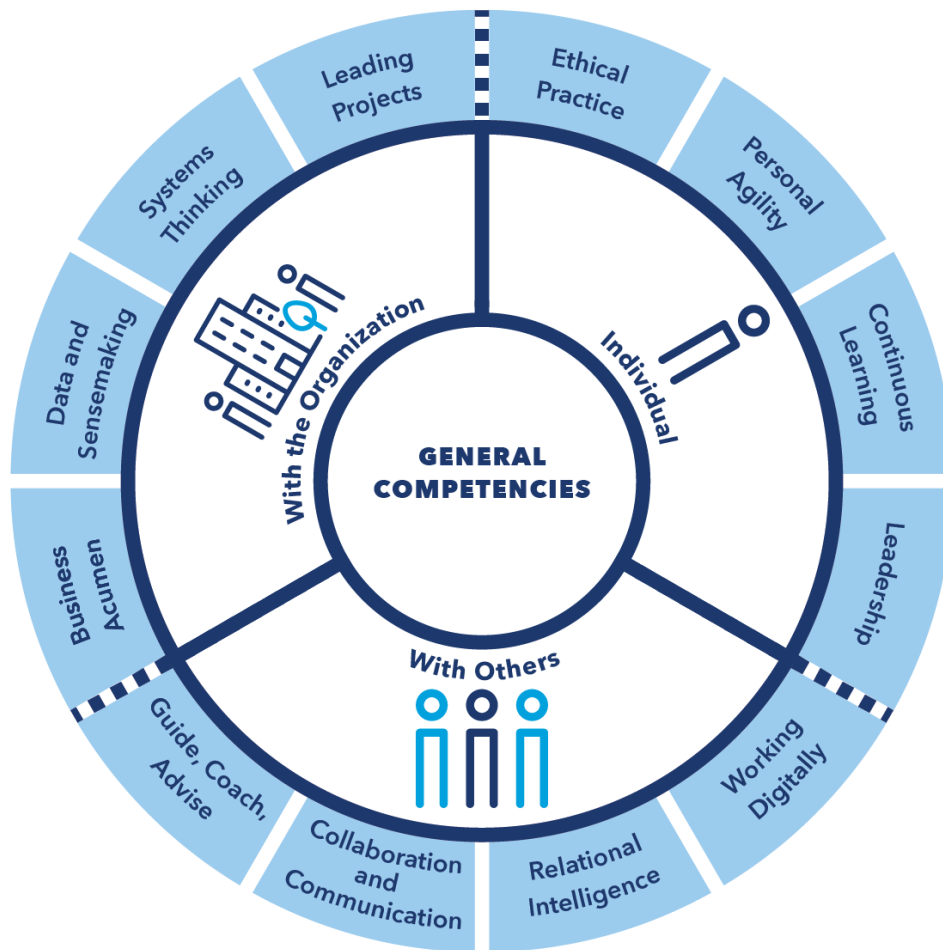 GENERAL
COMPETENCIES
Individual
Ethical
Practice
Personal
Agility
Continuous
Learning
Leadership
With Others
Working
Digitally
Relational
Intelligence
Collaboration
and
Communication
Guide, Coach,
Advise
With the Organization
Business
Acumen
Data and
Sensemaking
Systems
Thinking
Leading
Projects